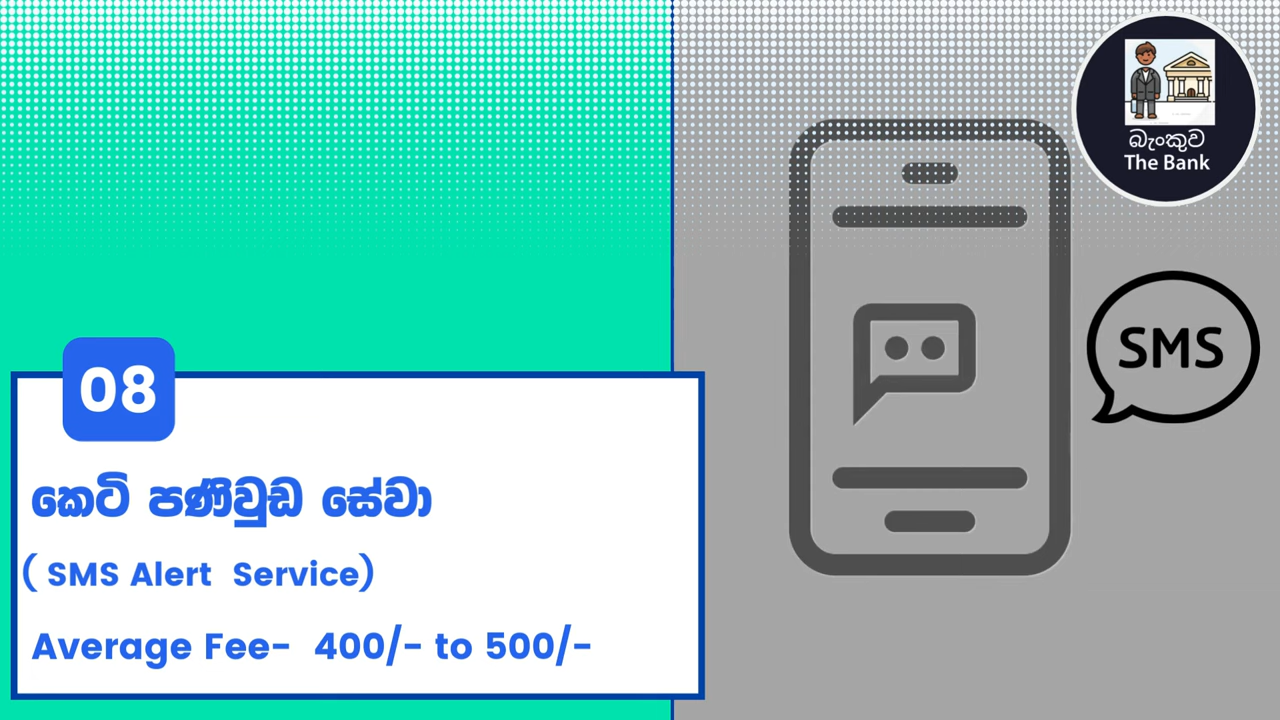 08
කෙටි පණිවුඩ සේවා
( SMS Alert Service)
Average Fee- 400/- to 500/-
බැංකුව
The Bank
SMS